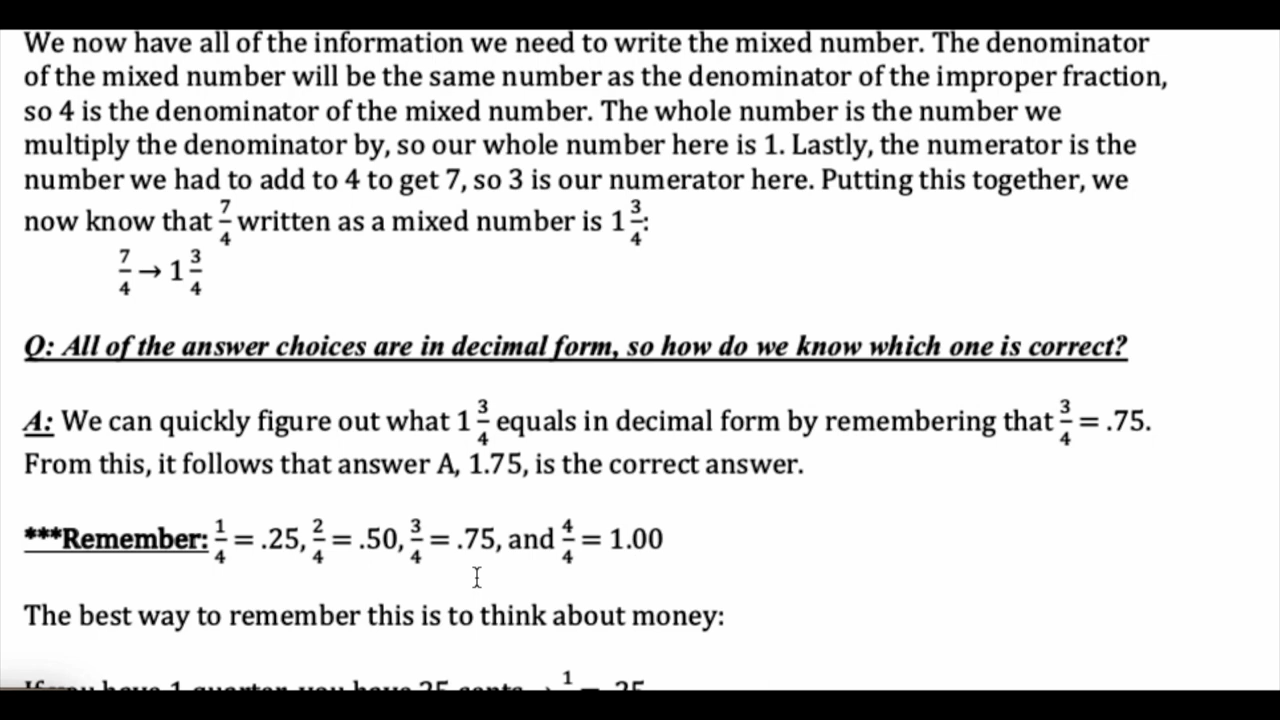 We now have all of the information we need to write the mixed number. The denominator
of the mixed number will be the same number as the denominator of the improper fraction,
so 4 is the denominator of the mixed number. The whole number is the number we
multiply the denominator by, so our whole number here is 1. Lastly, the numerator is the
number we had to add to 4 to get 7, so 3 is our numerator here. Putting this together, we
now know that 7/4 written as a mixed number is 1 3/4:
7/4 → 1 3/4
Q: All of the answer choices are in decimal form, so how do we know which one is correct?
A: We can quickly figure out what 1 3/4 equals in decimal form by remembering that 3/4 = .75.
From this, it follows that answer A, 1.75, is the correct answer.
***Remember: 1/4 = .25, 2/4 = .50, 3/4 = .75, and 4/4 = 1.00
The best way to remember this is to think about money: